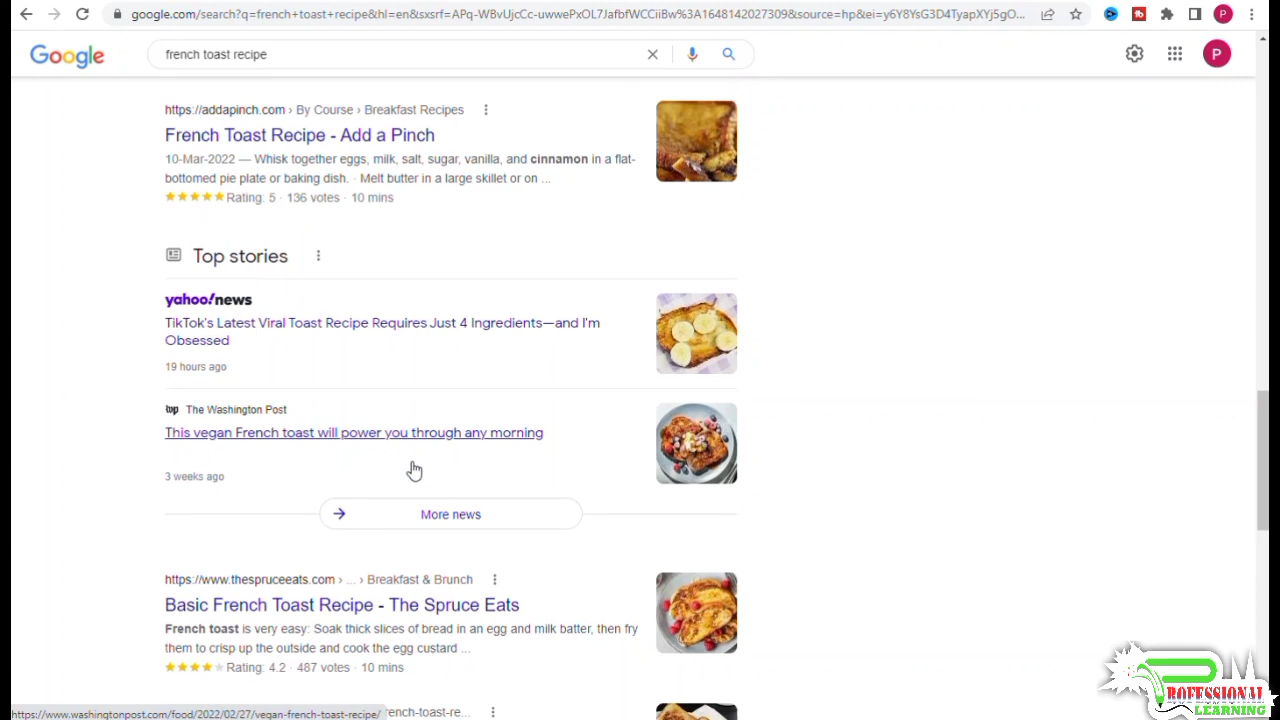 google.com/search?q=french+toast+recipe&hl=en&sxsrf=APq-WBvUjcCc-uwwePxOL7JafbfWCCiiBw%3A1648142027309&source=hp&ei=y6Y8YsG3D4TyapXYj5gO...
P
Google
french toast recipe
P
https://addapinch.com › By Course › Breakfast Recipes
French Toast Recipe - Add a Pinch
10-Mar-2022 — Whisk together eggs, milk, salt, sugar, vanilla, and cinnamon in a flat-
bottomed pie plate or baking dish. · Melt butter in a large skillet or on ...
Rating: 5 · 136 votes · 10 mins
Top stories
yahoo!news
TikTok's Latest Viral Toast Recipe Requires Just 4 Ingredients—and I'm
Obsessed
19 hours ago
wp The Washington Post
This vegan French toast will power you through any morning
3 weeks ago
More news
https://www.thespruceeats.com › ... › Breakfast & Brunch
Basic French Toast Recipe - The Spruce Eats
French toast is very easy: Soak thick slices of bread in an egg and milk batter, then fry
them to crisp up the outside and cook the egg custard ...
Rating: 4.2 · 487 votes · 10 mins
https://www.washingtonpost.com/food/2022/02/27/vegan-french-toast-recipe/ rench-toast-re...
PROFESSIONAL
LEARNING